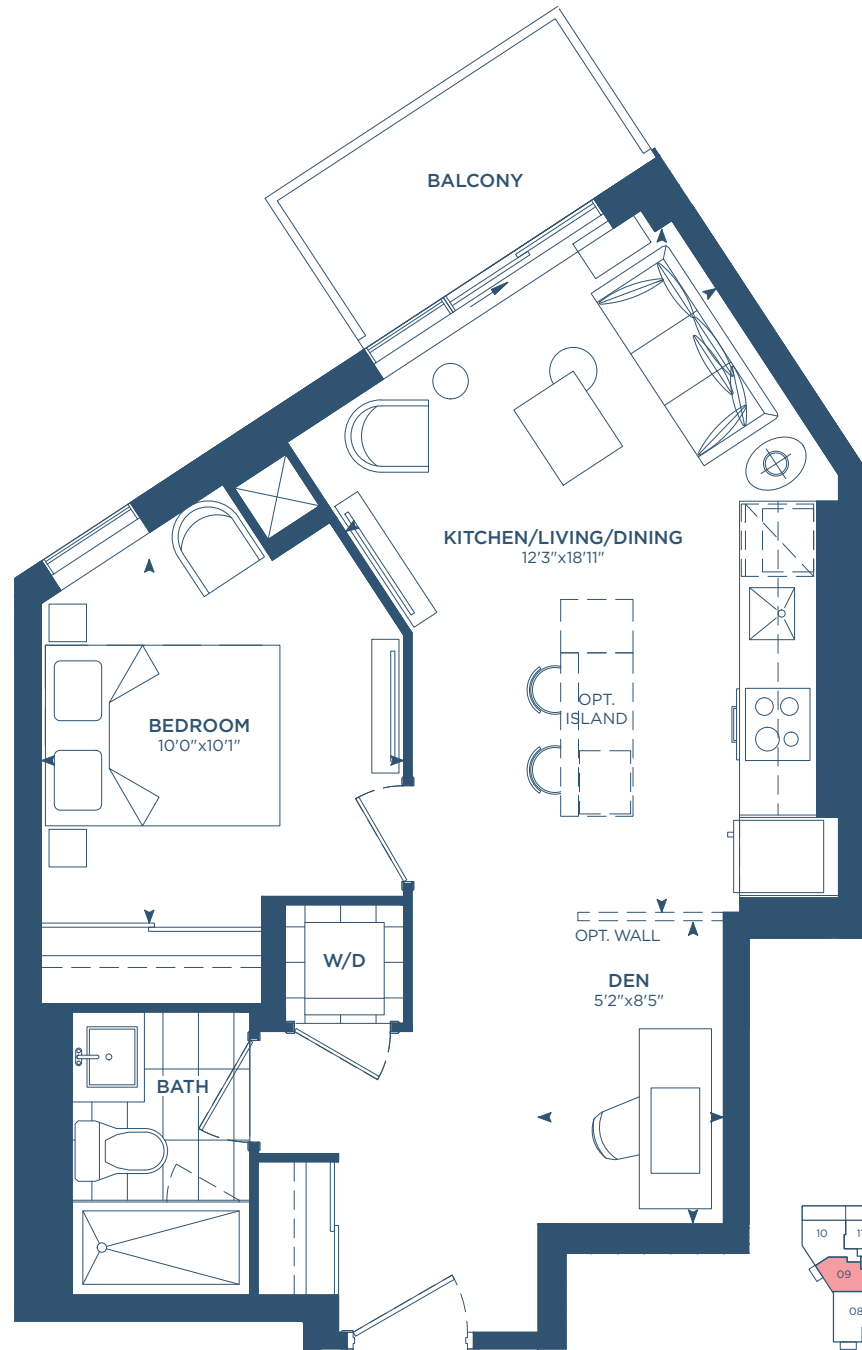 BALCONY
KITCHEN/LIVING/DINING
12'3"x18'11"
OPT.
ISLAND
BEDROOM
10'0"x10'1"
OPT. WALL
W/D
DEN
5'2"x8'5"
BATH
10
09
08